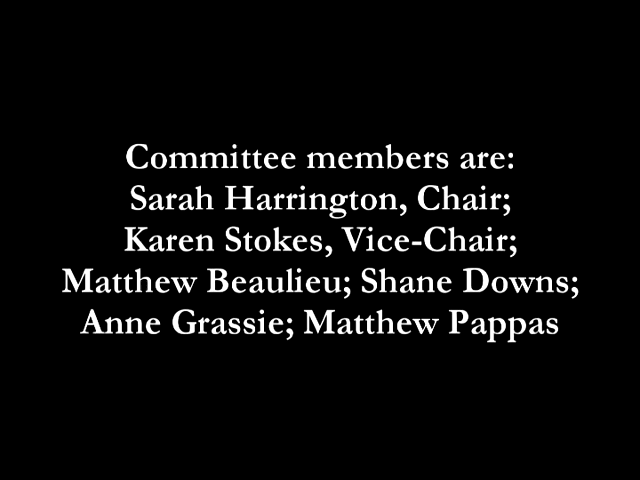 Committee members are:
Sarah Harrington, Chair;
Karen Stokes, Vice-Chair;
Matthew Beaulieu; Shane Downs;
Anne Grassie; Matthew Pappas